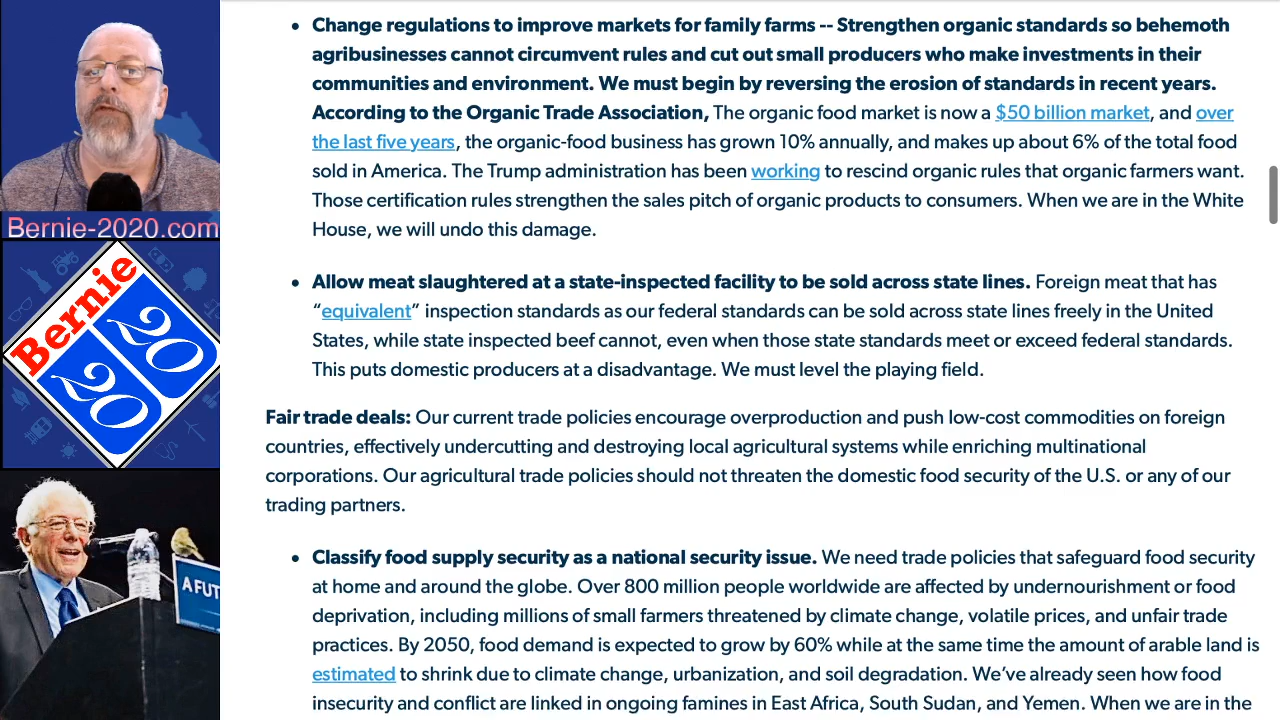 Bernie-2020.com
Bernie
20
20
A FUT
Change regulations to improve markets for family farms -- Strengthen organic standards so behemoth
agribusinesses cannot circumvent rules and cut out small producers who make investments in their
communities and environment. We must begin by reversing the erosion of standards in recent years.
According to the Organic Trade Association, The organic food market is now a $50 billion market, and over
the last five years, the organic-food business has grown 10% annually, and makes up about 6% of the total food
sold in America. The Trump administration has been working to rescind organic rules that organic farmers want.
Those certification rules strengthen the sales pitch of organic products to consumers. When we are in the White
House, we will undo this damage.
Allow meat slaughtered at a state-inspected facility to be sold across state lines. Foreign meat that has
“equivalent” inspection standards as our federal standards can be sold across state lines freely in the United
States, while state inspected beef cannot, even when those state standards meet or exceed federal standards.
This puts domestic producers at a disadvantage. We must level the playing field.
Fair trade deals: Our current trade policies encourage overproduction and push low-cost commodities on foreign
countries, effectively undercutting and destroying local agricultural systems while enriching multinational
corporations. Our agricultural trade policies should not threaten the domestic food security of the U.S. or any of our
trading partners.
Classify food supply security as a national security issue. We need trade policies that safeguard food security
at home and around the globe. Over 800 million people worldwide are affected by undernourishment or food
deprivation, including millions of small farmers threatened by climate change, volatile prices, and unfair trade
practices. By 2050, food demand is expected to grow by 60% while at the same time the amount of arable land is
estimated to shrink due to climate change, urbanization, and soil degradation. We’ve already seen how food
insecurity and conflict are linked in ongoing famines in East Africa, South Sudan, and Yemen. When we are in the